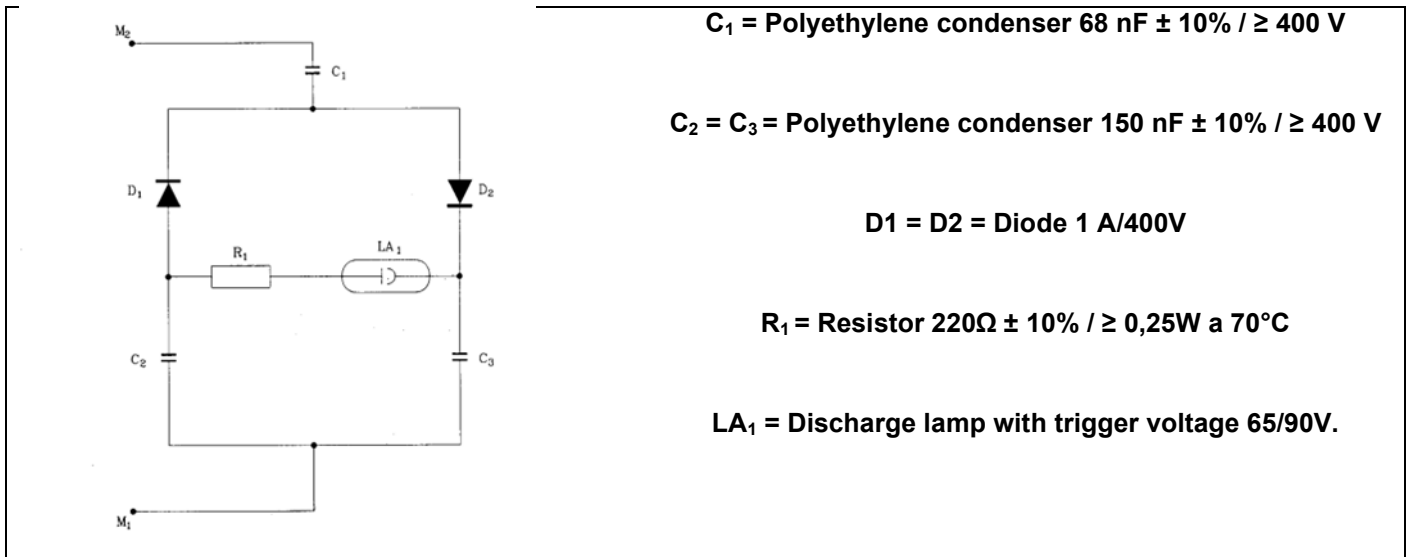 M₂
C₁
D₁
D₂
R₁
LA₁
C₂
C₃
M₁
C₁ = Polyethylene condenser 68 nF ± 10% / ≥ 400 V
C₂ = C₃ = Polyethylene condenser 150 nF ± 10% / ≥ 400 V
D1 = D2 = Diode 1 A/400V
R₁ = Resistor 220Ω ± 10% / ≥ 0,25W a 70°C
LA₁ = Discharge lamp with trigger voltage 65/90V.